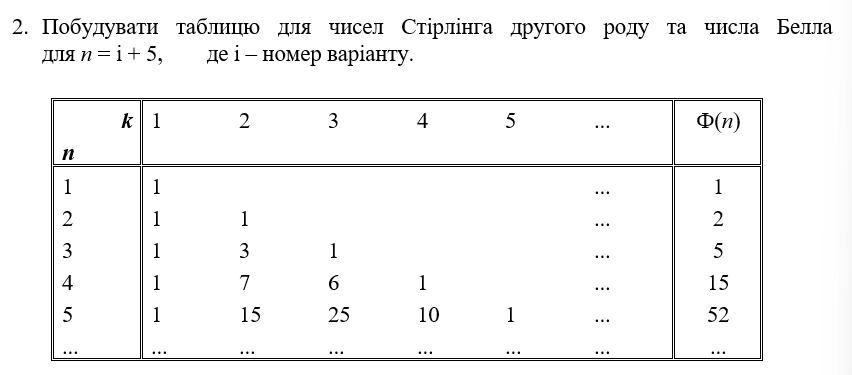 2. Побудувати таблицю для чисел Стірлінга другого роду та числа Белла
для n = i + 5, де i – номер варіанту.
k 1 2 3 4 5 ... Φ(n)
n
1 1 ... 1
2 1 1 ... 2
3 1 3 1 ... 5
4 1 7 6 1 ... 15
5 1 15 25 10 1 ... 52
... ... ... ... ... ... ... ...